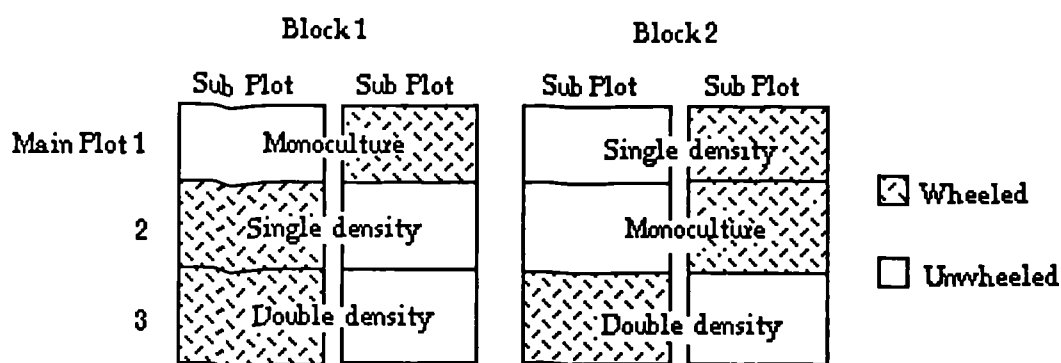 Block 1 Block 2
Sub Plot Sub Plot Sub Plot Sub Plot
Main Plot 1 Monoculture Single density
Wheeled
2 Single density Monoculture
Unwheeled
3 Double density Double density